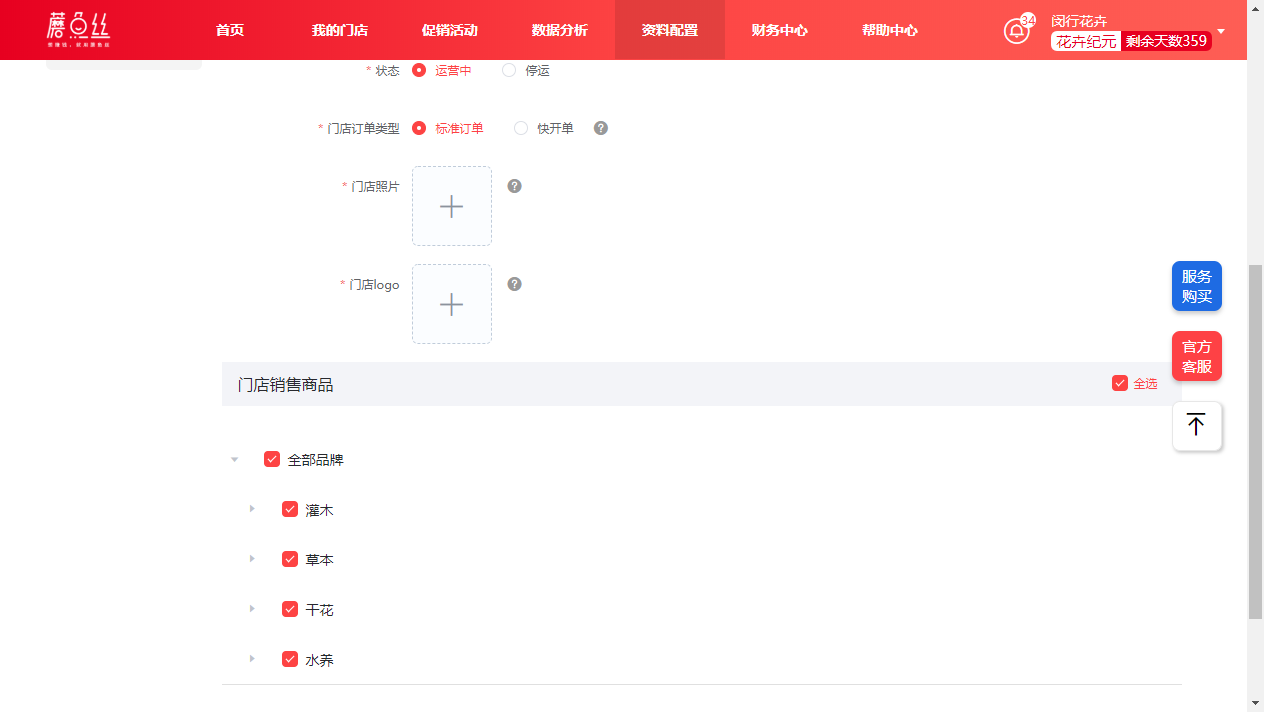 蘑点丝
首页
我的门店
促销活动
数据分析
资料配置
财务中心
帮助中心
34
闵行花卉
花卉纪元 剩余天数359
* 状态 运营中 停运
* 门店订单类型 标准订单 快开单 ?
* 门店照片 ?
* 门店logo ?
服务
购买
官方
客服
门店销售商品 全选
全部品牌
灌木
草本
干花
水养